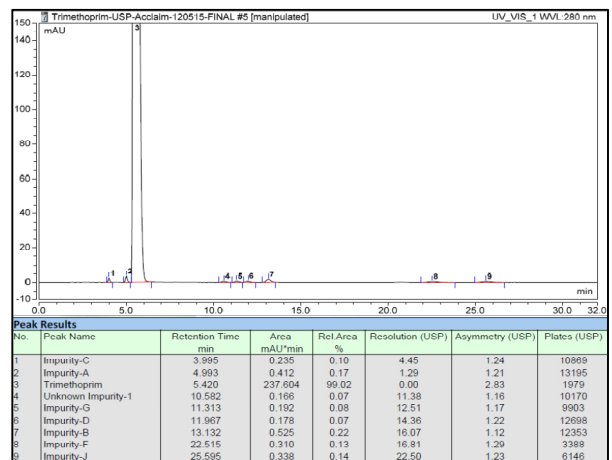 Trimethoprim-USP-Acclaim-120515-FINAL #5 [manipulated] UV_VIS_1 WVL:280 nm
150
mAU
140
120
100
80
60
40
20
0
-10
1 2 3 4 5 6 7 8 9
min
0.0 5.0 10.0 15.0 20.0 25.0 30.0 32.0
Peak Results
No. Peak Name Retention Time Area Rel.Area Resolution (USP) Asymmetry (USP) Plates (USP)
min mAU*min %
1 Impurity-C 3.995 0.235 0.10 4.45 1.24 10869
2 Impurity-A 4.993 0.412 0.17 1.29 1.21 13195
3 Trimethoprim 5.420 237.604 99.02 0.00 2.83 1979
4 Unknown Impurity-1 10.582 0.166 0.07 11.38 1.16 10170
5 Impurity-G 11.313 0.192 0.08 12.51 1.17 9903
6 Impurity-D 11.967 0.178 0.07 14.36 1.22 12698
7 Impurity-B 13.132 0.525 0.22 16.07 1.12 12353
8 Impurity-F 22.515 0.310 0.13 16.81 1.29 3388
9 Impurity-J 25.595 0.338 0.14 22.50 1.23 6146